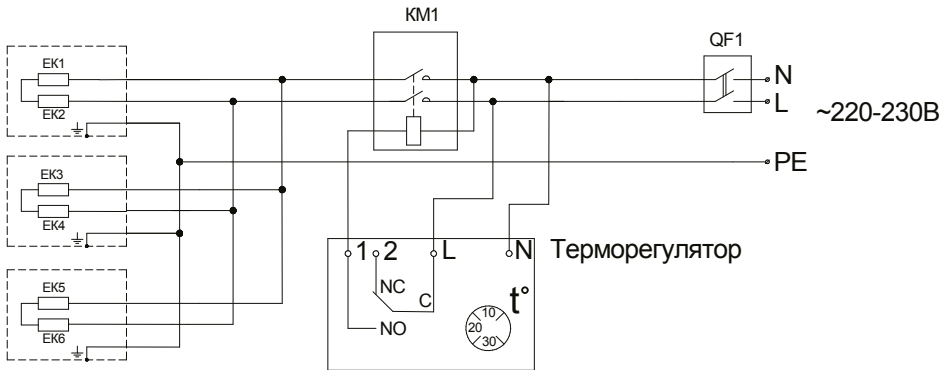 KM1
QF1
EK1
EK2
N
L
~220-230В
PE
EK3
EK4
1 2 L N
Терморегулятор
EK5
EK6
NC
C
NO
t°
10
20
30